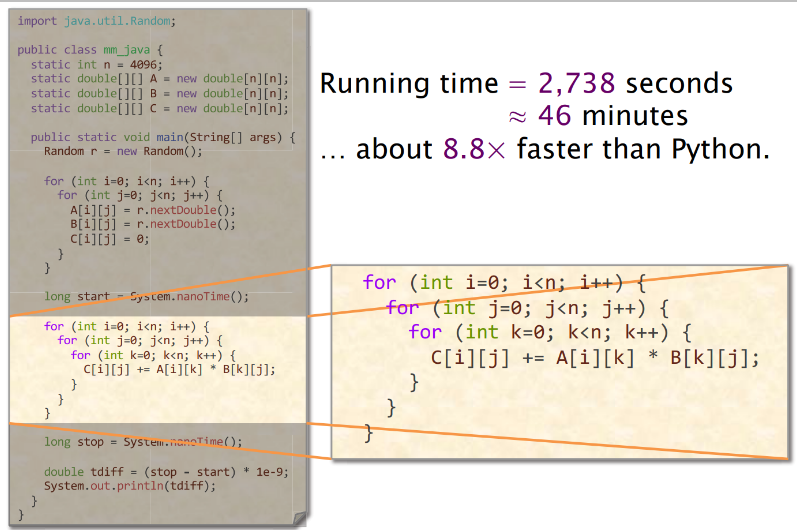 import java.util.Random;
public class mm_java {
static int n = 4096;
static double[][] A = new double[n][n];
static double[][] B = new double[n][n];
static double[][] C = new double[n][n];
public static void main(String[] args) {
Random r = new Random();
for (int i=0; i<n; i++) {
for (int j=0; j<n; j++) {
A[i][j] = r.nextDouble();
B[i][j] = r.nextDouble();
C[i][j] = 0;
}
}
long start = System.nanoTime();
for (int i=0; i<n; i++) {
for (int j=0; j<n; j++) {
for (int k=0; k<n; k++) {
C[i][j] += A[i][k] * B[k][j];
}
}
}
long stop = System.nanoTime();
double tdiff = (stop - start) * 1e-9;
System.out.println(tdiff);
}
}
Running time = 2,738 seconds
≈ 46 minutes
… about 8.8× faster than Python.
for (int i=0; i<n; i++) {
for (int j=0; j<n; j++) {
for (int k=0; k<n; k++) {
C[i][j] += A[i][k] * B[k][j];
}
}
}